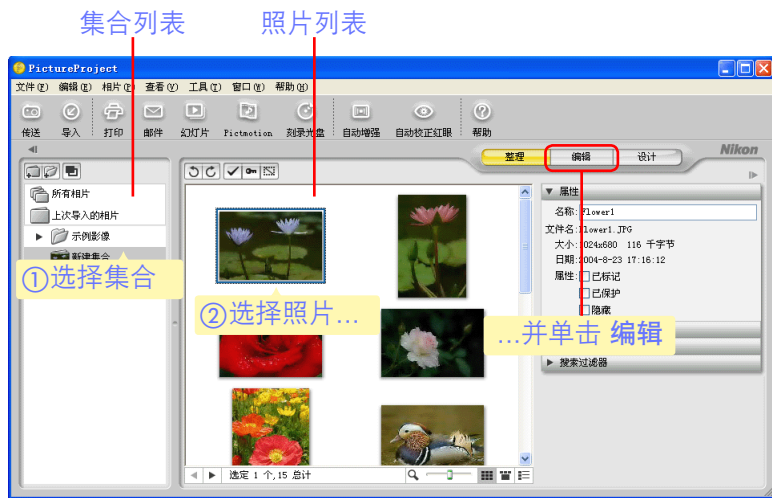 集合列表
照片列表
PictureProject
文件(F) 编辑(E) 相片(P) 查看(V) 工具(T) 窗口(W) 帮助(H)
传送 导入 打印 邮件 幻灯片 Pictmotion 刻录光盘 自动增强 自动校正红眼 帮助
整理 编辑 设计
Nikon
所有相片
上次导入的相片
示例影像
新建集合
①选择集合
②选择照片...
...并单击 编辑
属性
名称: Flower1
文件名: Flower1.JPG
大小: 1024x680 116 千字节
日期: 2004-8-23 17:16:12
属性: 已标记
已保护
隐藏
搜索过滤器
选定 1 个,15 总计